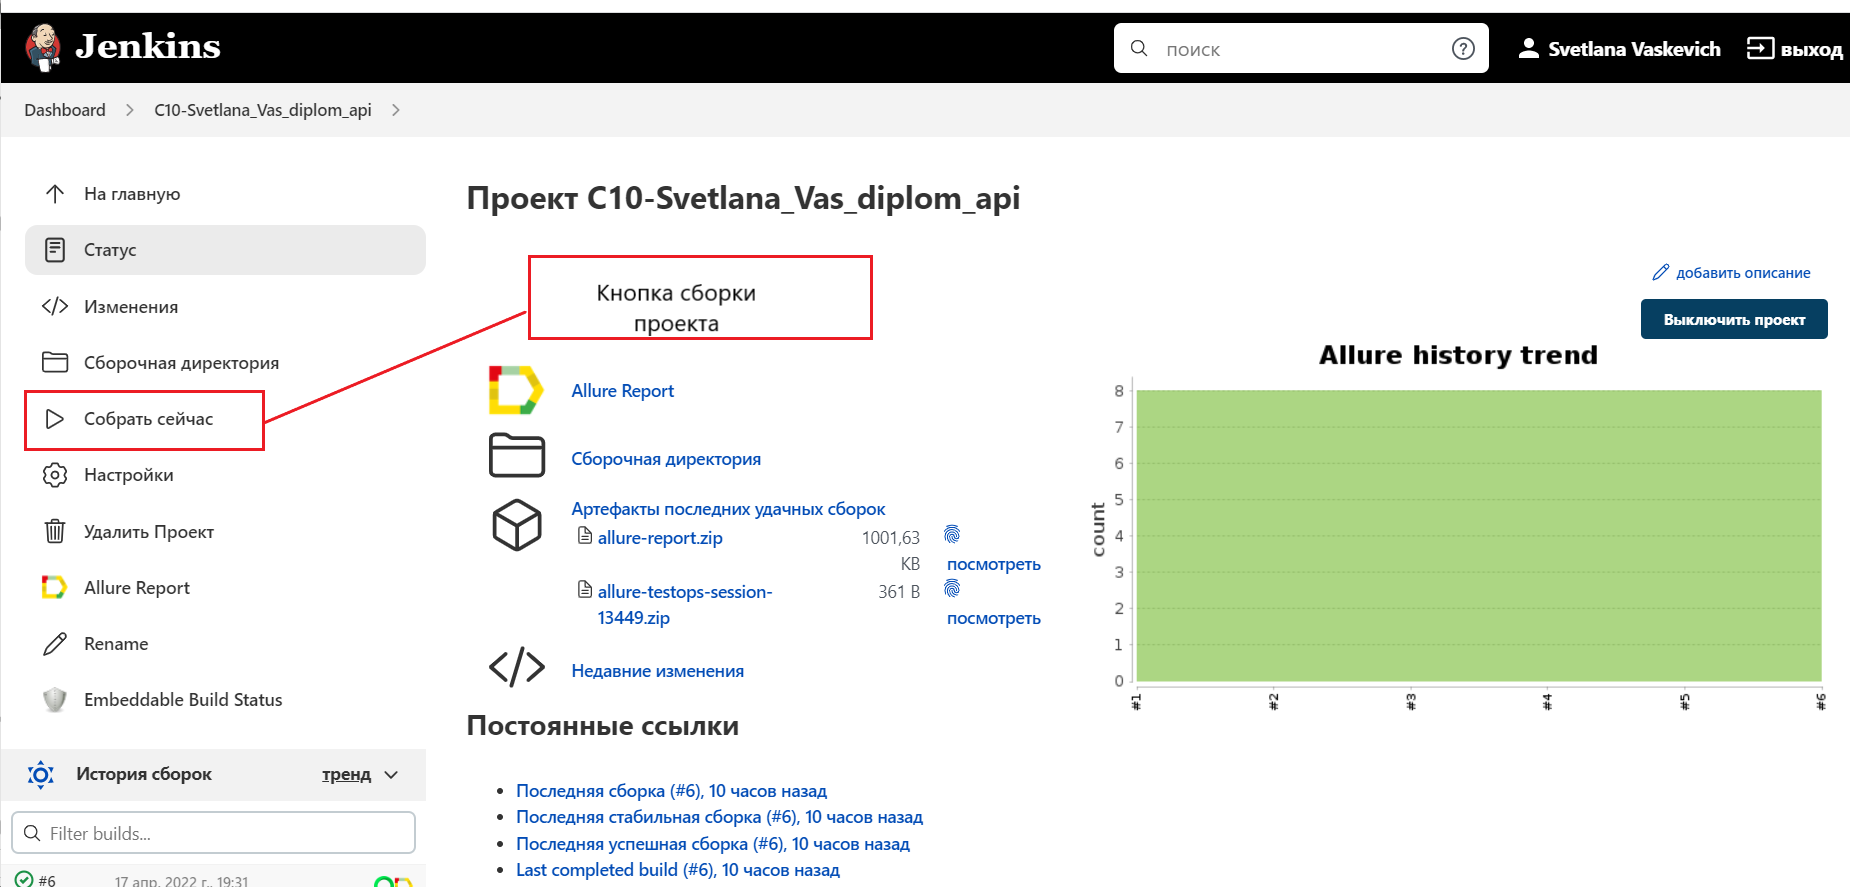 Jenkins
поиск
Svetlana Vaskevich
выход
Dashboard
C10-Svetlana_Vas_diplom_api
На главную
Статус
Изменения
Сборочная директория
Собрать сейчас
Настройки
Удалить Проект
Allure Report
Rename
Embeddable Build Status
История сборок
тренд
Filter builds...
#6
17 апр. 2022 г., 19:31
Проект C10-Svetlana_Vas_diplom_api
Кнопка сборки
проекта
добавить описание
Выключить проект
Allure Report
Сборочная директория
Артефакты последних удачных сборок
allure-report.zip
1001,63
KB
посмотреть
allure-testops-session-
13449.zip
361 B
посмотреть
Недавние изменения
Allure history trend
count
8
7
6
5
4
3
2
1
0
#1
#2
#3
#4
#5
#6
Постоянные ссылки
Последняя сборка (#6), 10 часов назад
Последняя стабильная сборка (#6), 10 часов назад
Последняя успешная сборка (#6), 10 часов назад
Last completed build (#6), 10 часов назад